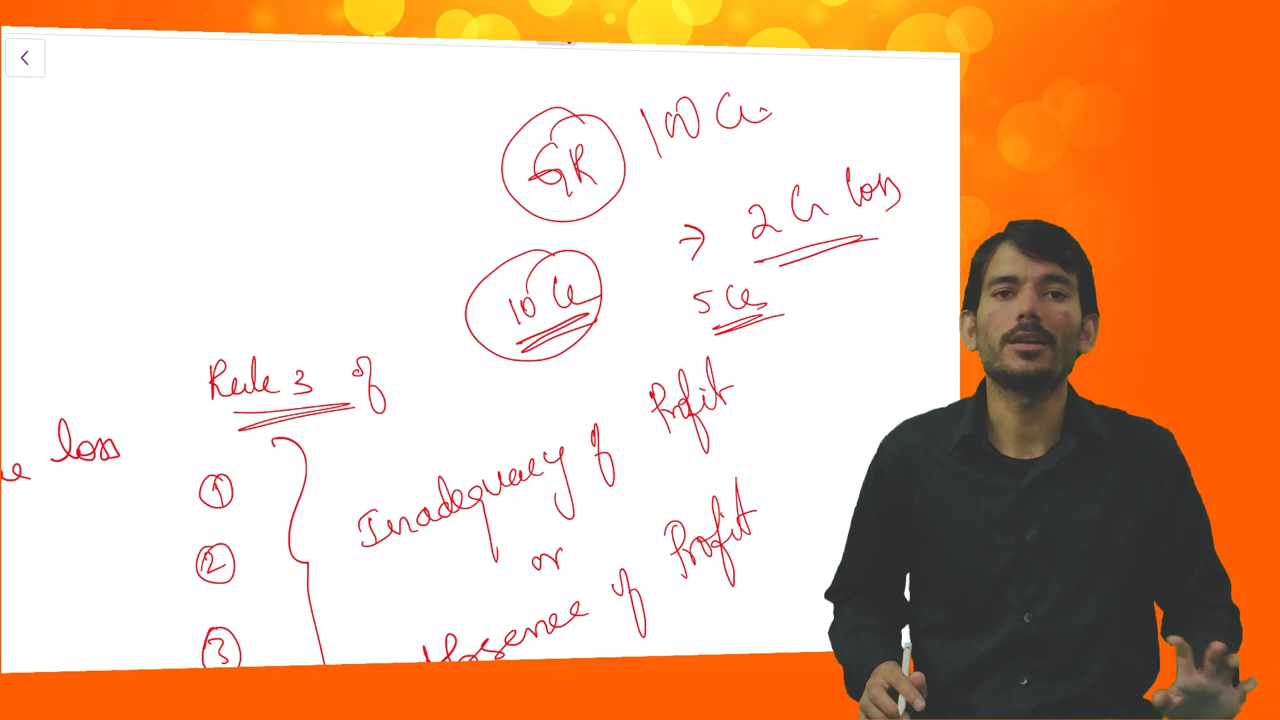 GR 100 Cr
→ 2 Cr loss
10 Cr 5 Cr
Rule 3 of
loss
① Inadequacy of Profit
② or
③ Absence of Profit